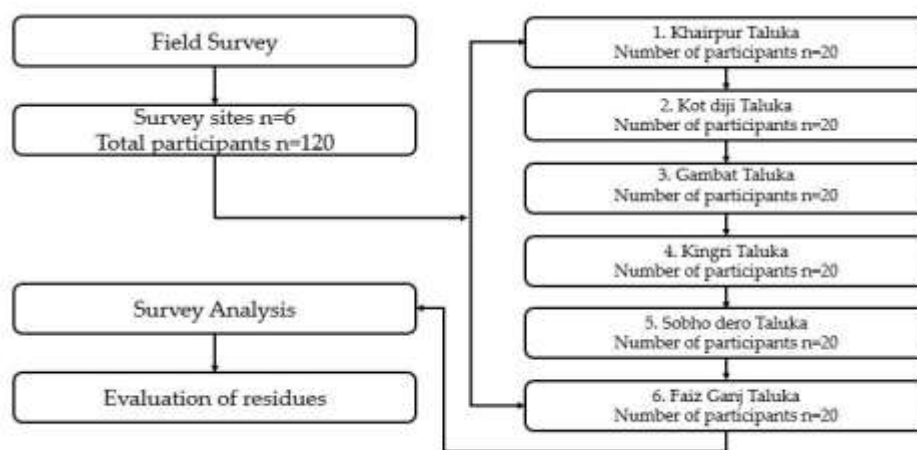 Field Survey
Survey sites n=6
Total participants n=120
1. Khairpur Taluka
Number of participants n=20
2. Kot diji Taluka
Number of participants n=20
3. Gambat Taluka
Number of participants n=20
4. Kingri Taluka
Number of participants n=20
5. Sobho dero Taluka
Number of participants n=20
6. Faiz Ganj Taluka
Number of participants n=20
Survey Analysis
Evaluation of residues